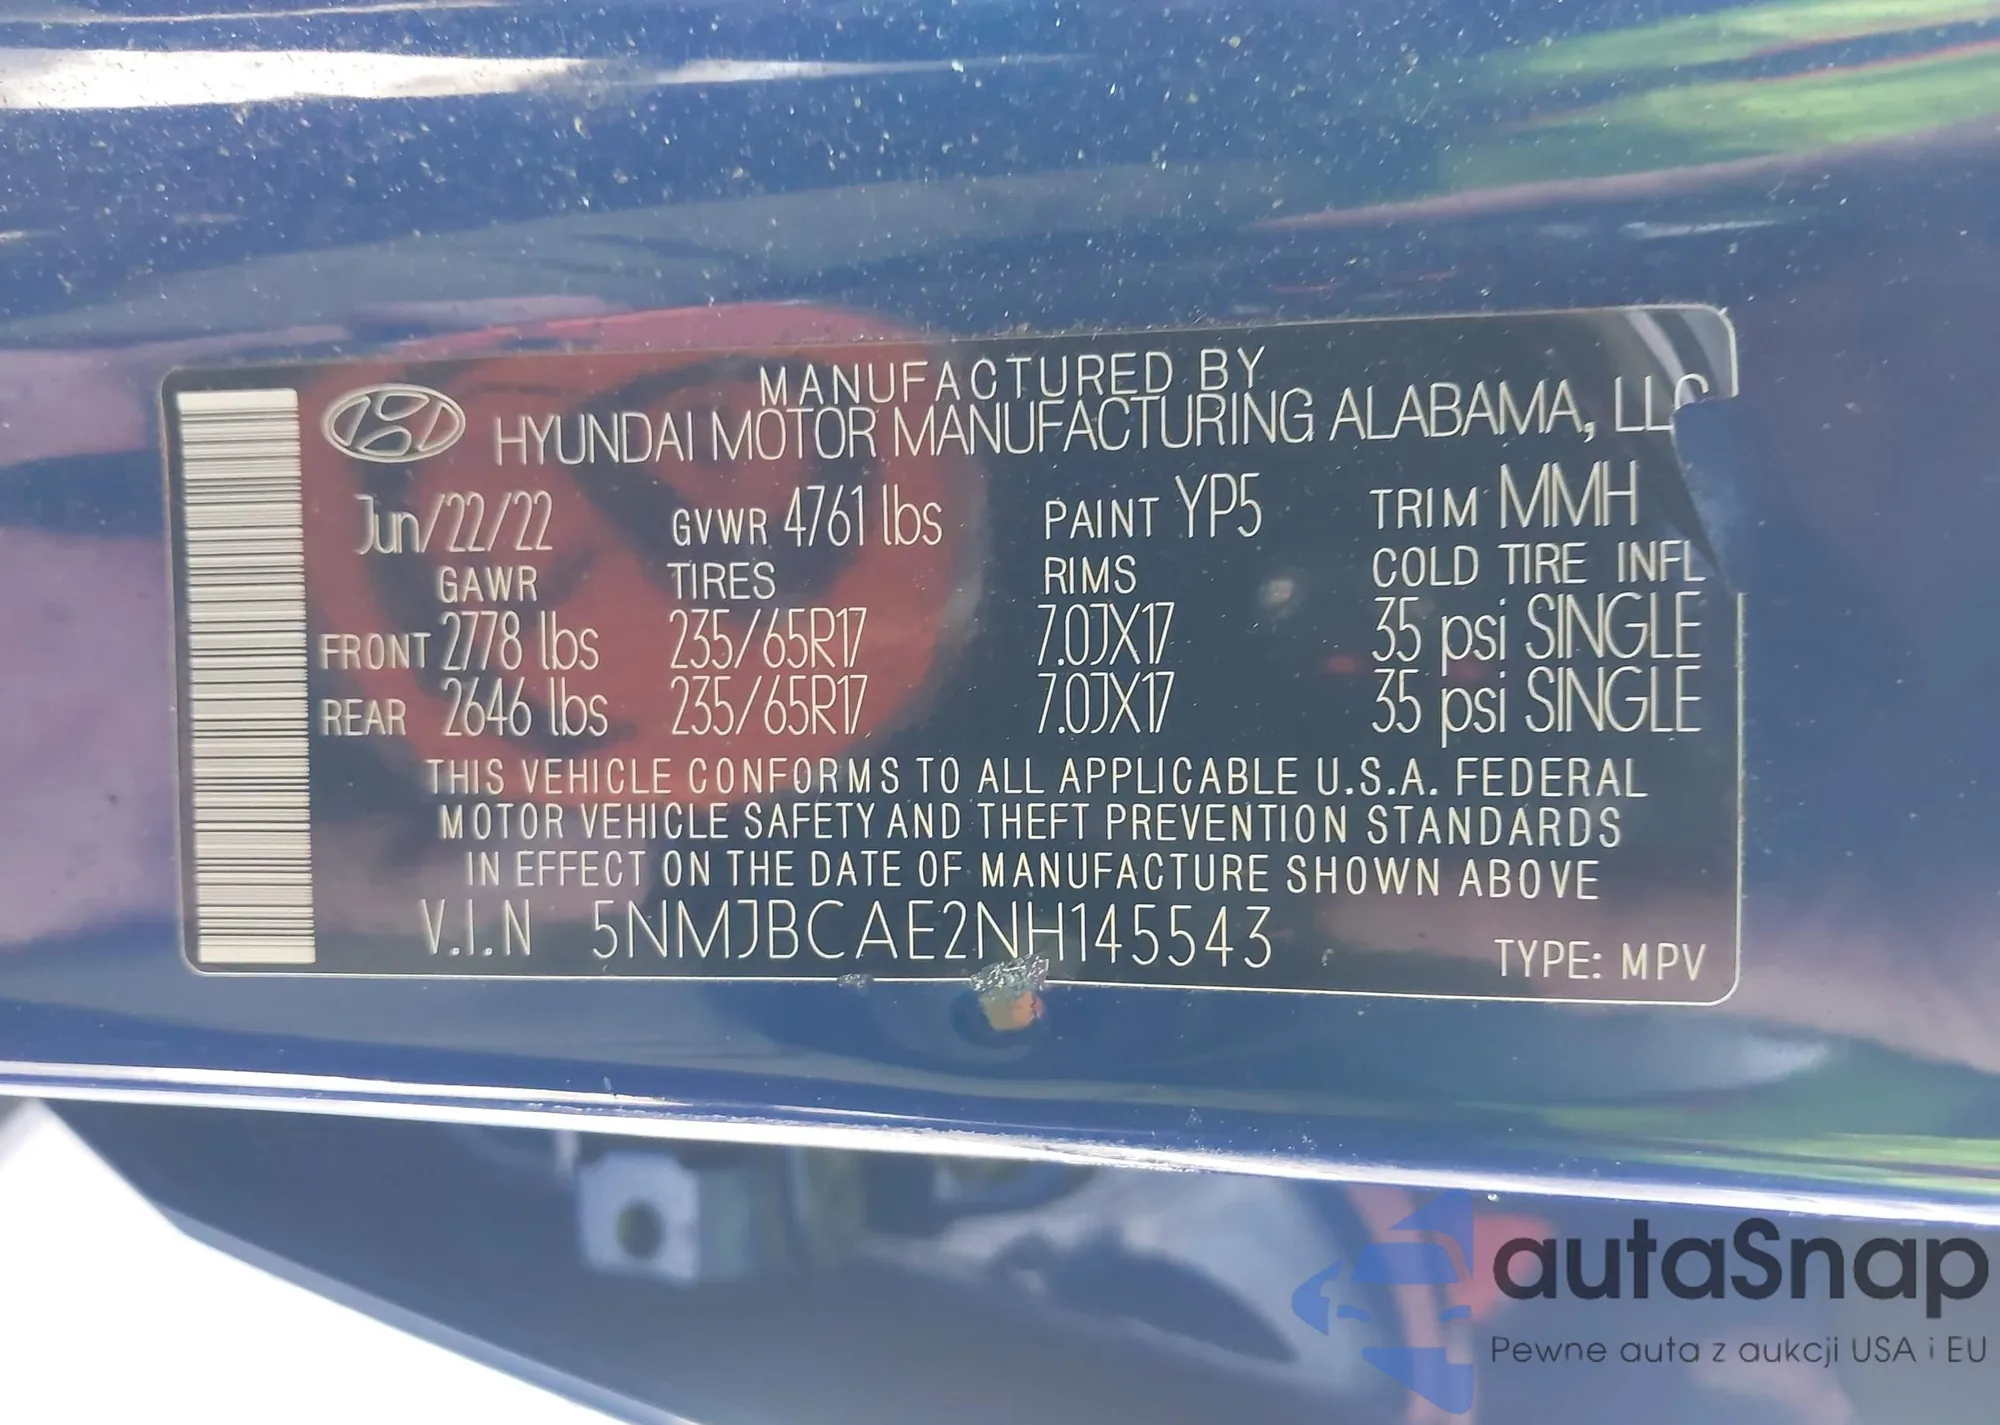 MANUFACTURED BY
HYUNDAI MOTOR MANUFACTURING ALABAMA, LLC
Jun/22/22 GVWR 4761 lbs PAINT YP5 TRIM MMH
GAWR TIRES RIMS COLD TIRE INFL
FRONT 2778 lbs 235/65R17 7.0JX17 35 psi SINGLE
REAR 2646 lbs 235/65R17 7.0JX17 35 psi SINGLE
THIS VEHICLE CONFORMS TO ALL APPLICABLE U.S.A. FEDERAL
MOTOR VEHICLE SAFETY AND THEFT PREVENTION STANDARDS
IN EFFECT ON THE DATE OF MANUFACTURE SHOWN ABOVE
V.I.N 5NMJBCAE2NH145543 TYPE: MPV
autaSnap
Pewne auta z aukcji USA i EU